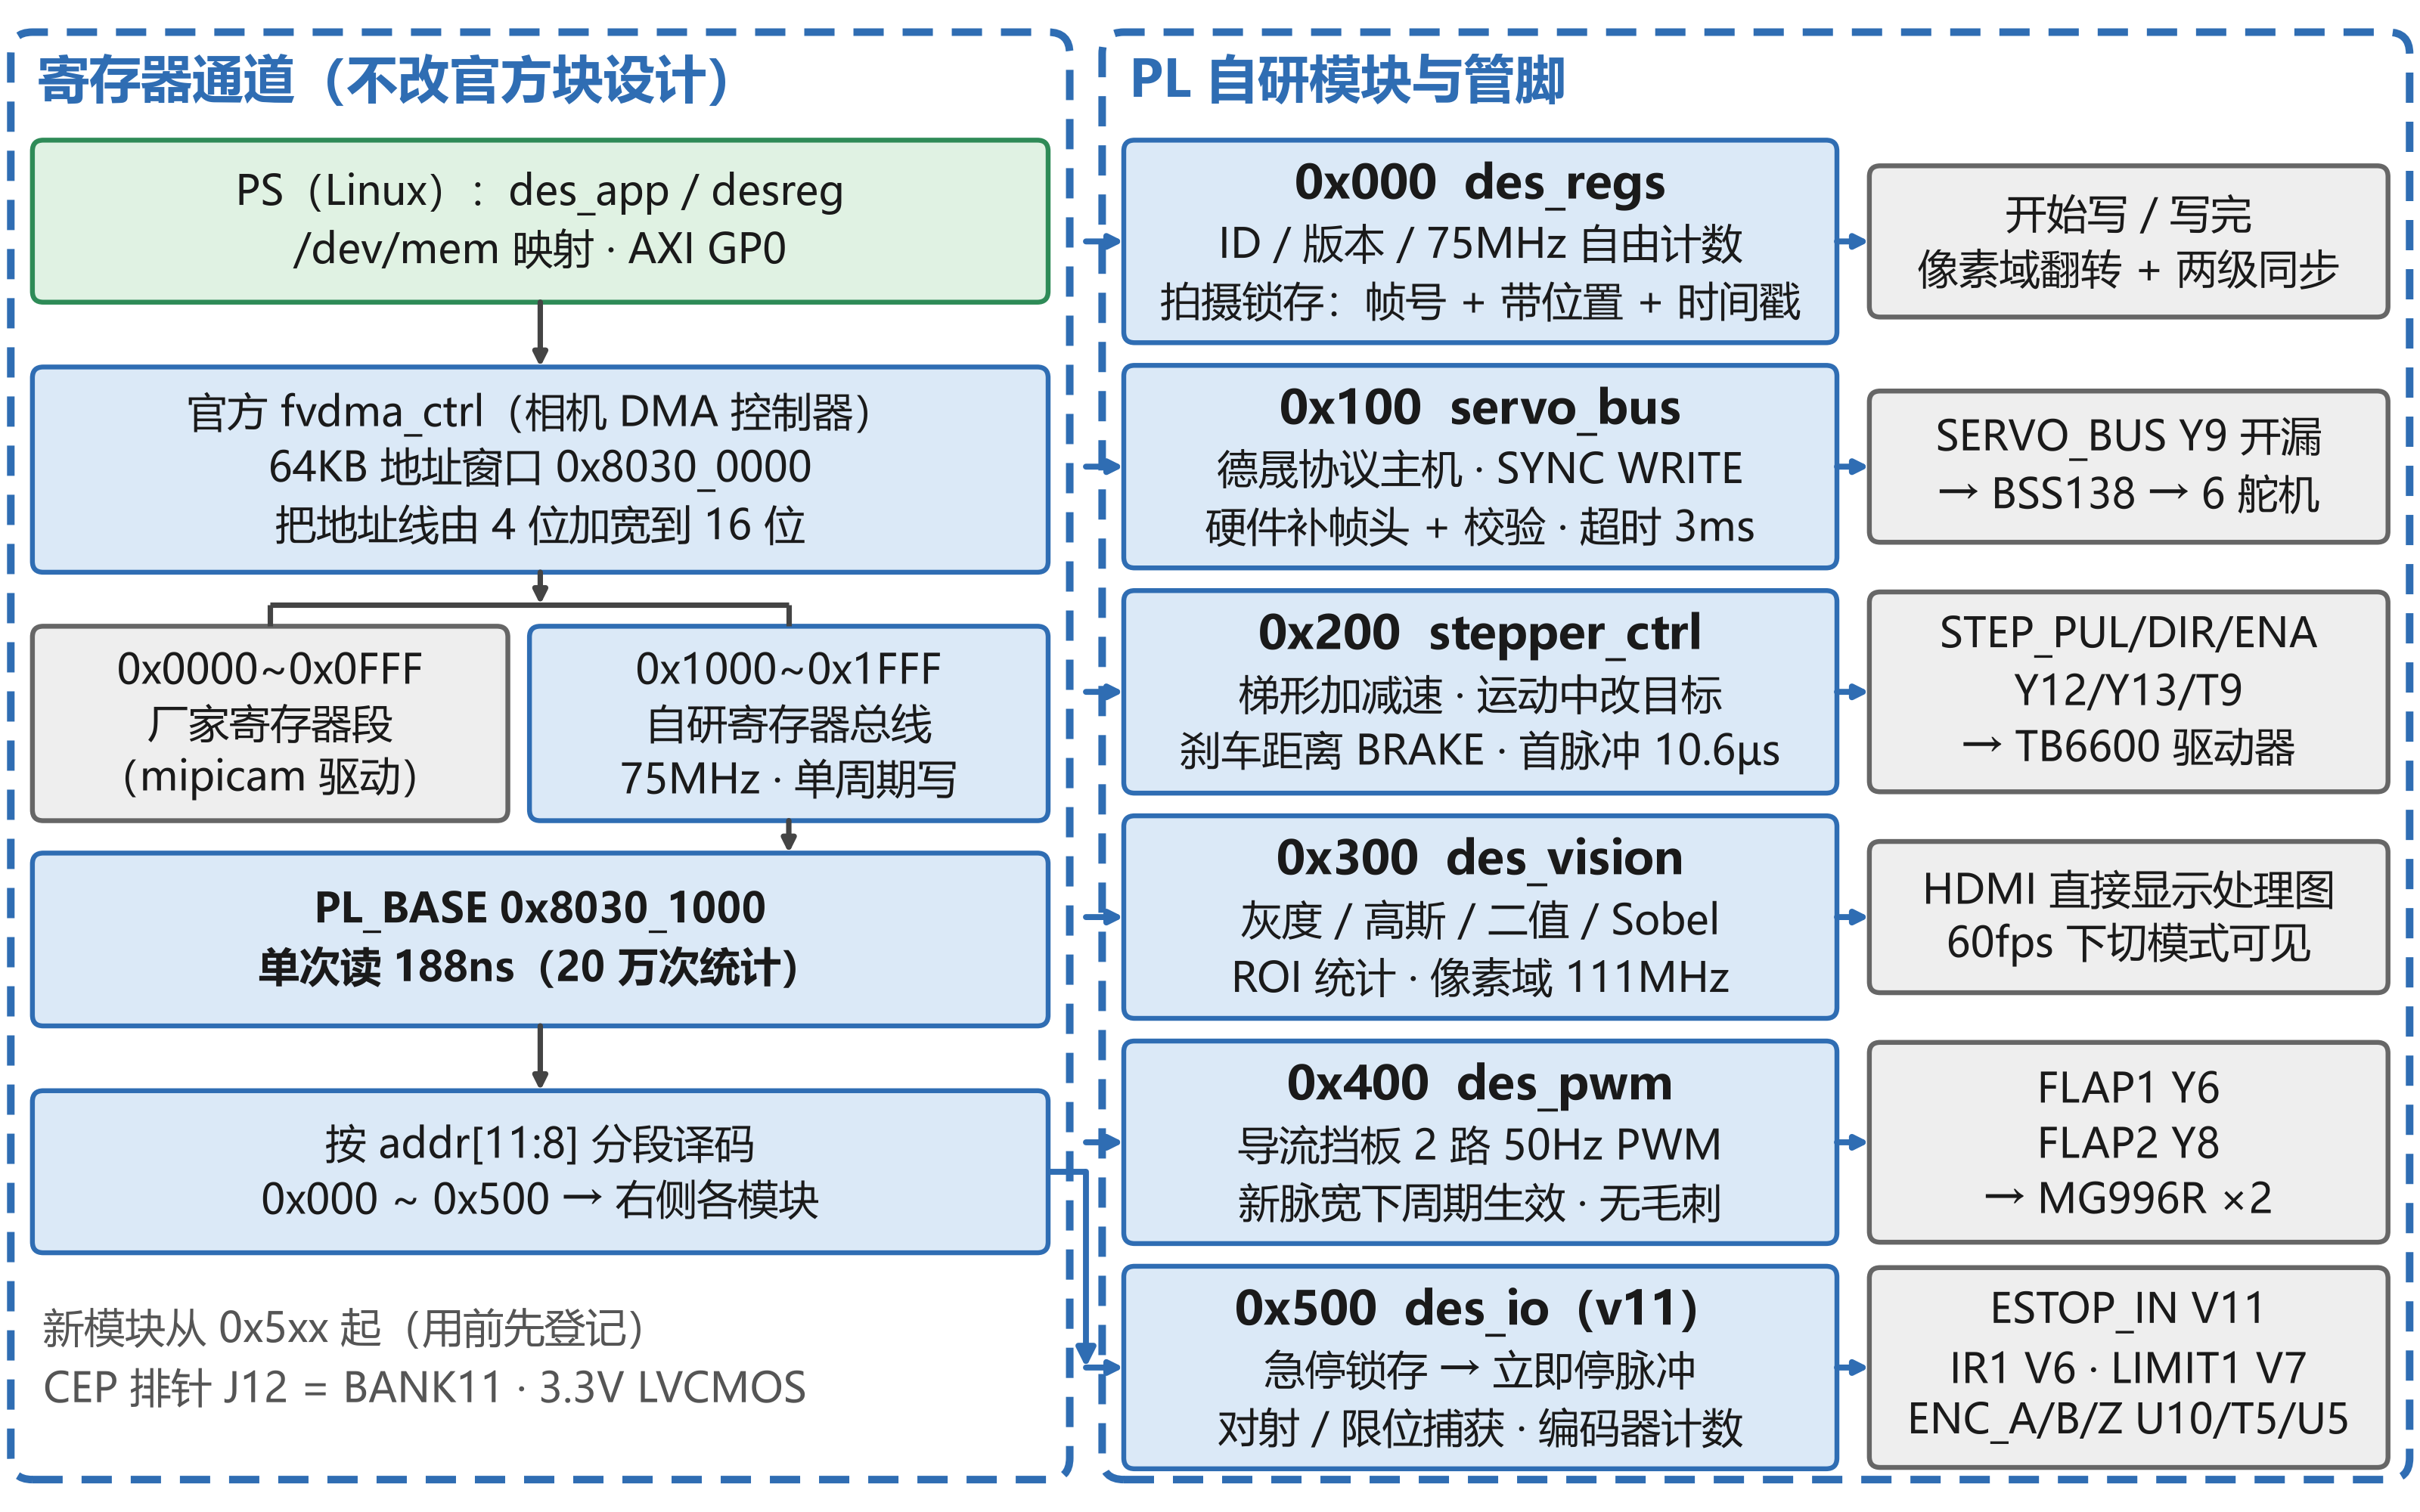 寄存器通道（不改官方块设计）
PS（Linux）：des_app / desreg
/dev/mem 映射 · AXI GP0
官方 fvdma_ctrl（相机 DMA 控制器）
64KB 地址窗口 0x8030_0000
把地址线由 4 位加宽到 16 位
0x0000~0x0FFF
厂家寄存器段
（mipicam 驱动）
0x1000~0x1FFF
自研寄存器总线
75MHz · 单周期写
PL_BASE 0x8030_1000
单次读 188ns（20 万次统计）
按 addr[11:8] 分段译码
0x000 ~ 0x500 → 右侧各模块
新模块从 0x5xx 起（用前先登记）
CEP 排针 J12 = BANK11 · 3.3V LVCMOS
PL 自研模块与管脚
0x000 des_regs
ID / 版本 / 75MHz 自由计数
拍摄锁存：帧号 + 带位置 + 时间戳
开始写 / 写完
像素域翻转 + 两级同步
0x100 servo_bus
德晟协议主机 · SYNC WRITE
硬件补帧头 + 校验 · 超时 3ms
SERVO_BUS Y9 开漏
→ BSS138 → 6 舵机
0x200 stepper_ctrl
梯形加减速 · 运动中改目标
刹车距离 BRAKE · 首脉冲 10.6μs
STEP_PUL/DIR/ENA
Y12/Y13/T9
→ TB6600 驱动器
0x300 des_vision
灰度 / 高斯 / 二值 / Sobel
ROI 统计 · 像素域 111MHz
HDMI 直接显示处理图
60fps 下切模式可见
0x400 des_pwm
导流挡板 2 路 50Hz PWM
新脉宽下周期生效 · 无毛刺
FLAP1 Y6
FLAP2 Y8
→ MG996R ×2
0x500 des_io（v11）
急停锁存 → 立即停脉冲
对射 / 限位捕获 · 编码器计数
ESTOP_IN V11
IR1 V6 · LIMIT1 V7
ENC_A/B/Z U10/T5/U5